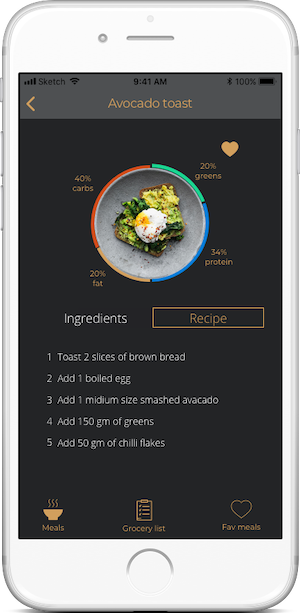 Sketch 9:41 AM 100%
Avocado toast
20%
greens
40%
carbs
34%
protein
20%
fat
Ingredients Recipe
1 Toast 2 slices of brown bread
2 Add 1 boiled egg
3 Add 1 midium size smashed avacado
4 Add 150 gm of greens
5 Add 50 gm of chilli flakes
Meals Grocery list Fav meals